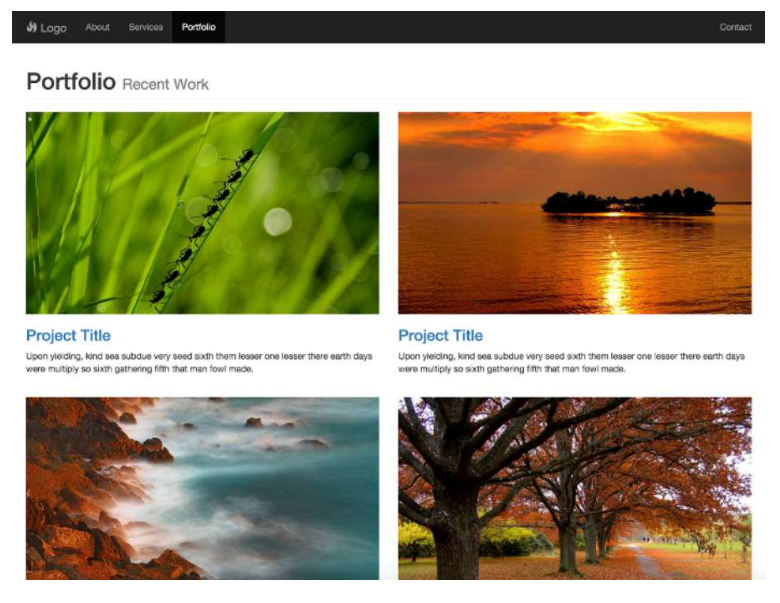 Logo About Services Portfolio Contact
Portfolio Recent Work
Project Title
Upon yielding, kind sea subdue very seed sixth them lesser one lesser there earth days
were multiply so sixth gathering fifth that man fowl made.
Project Title
Upon yielding, kind sea subdue very seed sixth them lesser one lesser there earth days
were multiply so sixth gathering fifth that man fowl made.